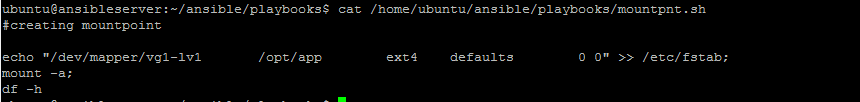 ubuntu@ansibleserver:~/ansible/playbooks$ cat /home/ubuntu/ansible/playbooks/mountpnt.sh
#creating mountpoint
echo "/dev/mapper/vg1-lv1       /opt/app        ext4    defaults        0 0" >> /etc/fstab;
mount -a;
df -h